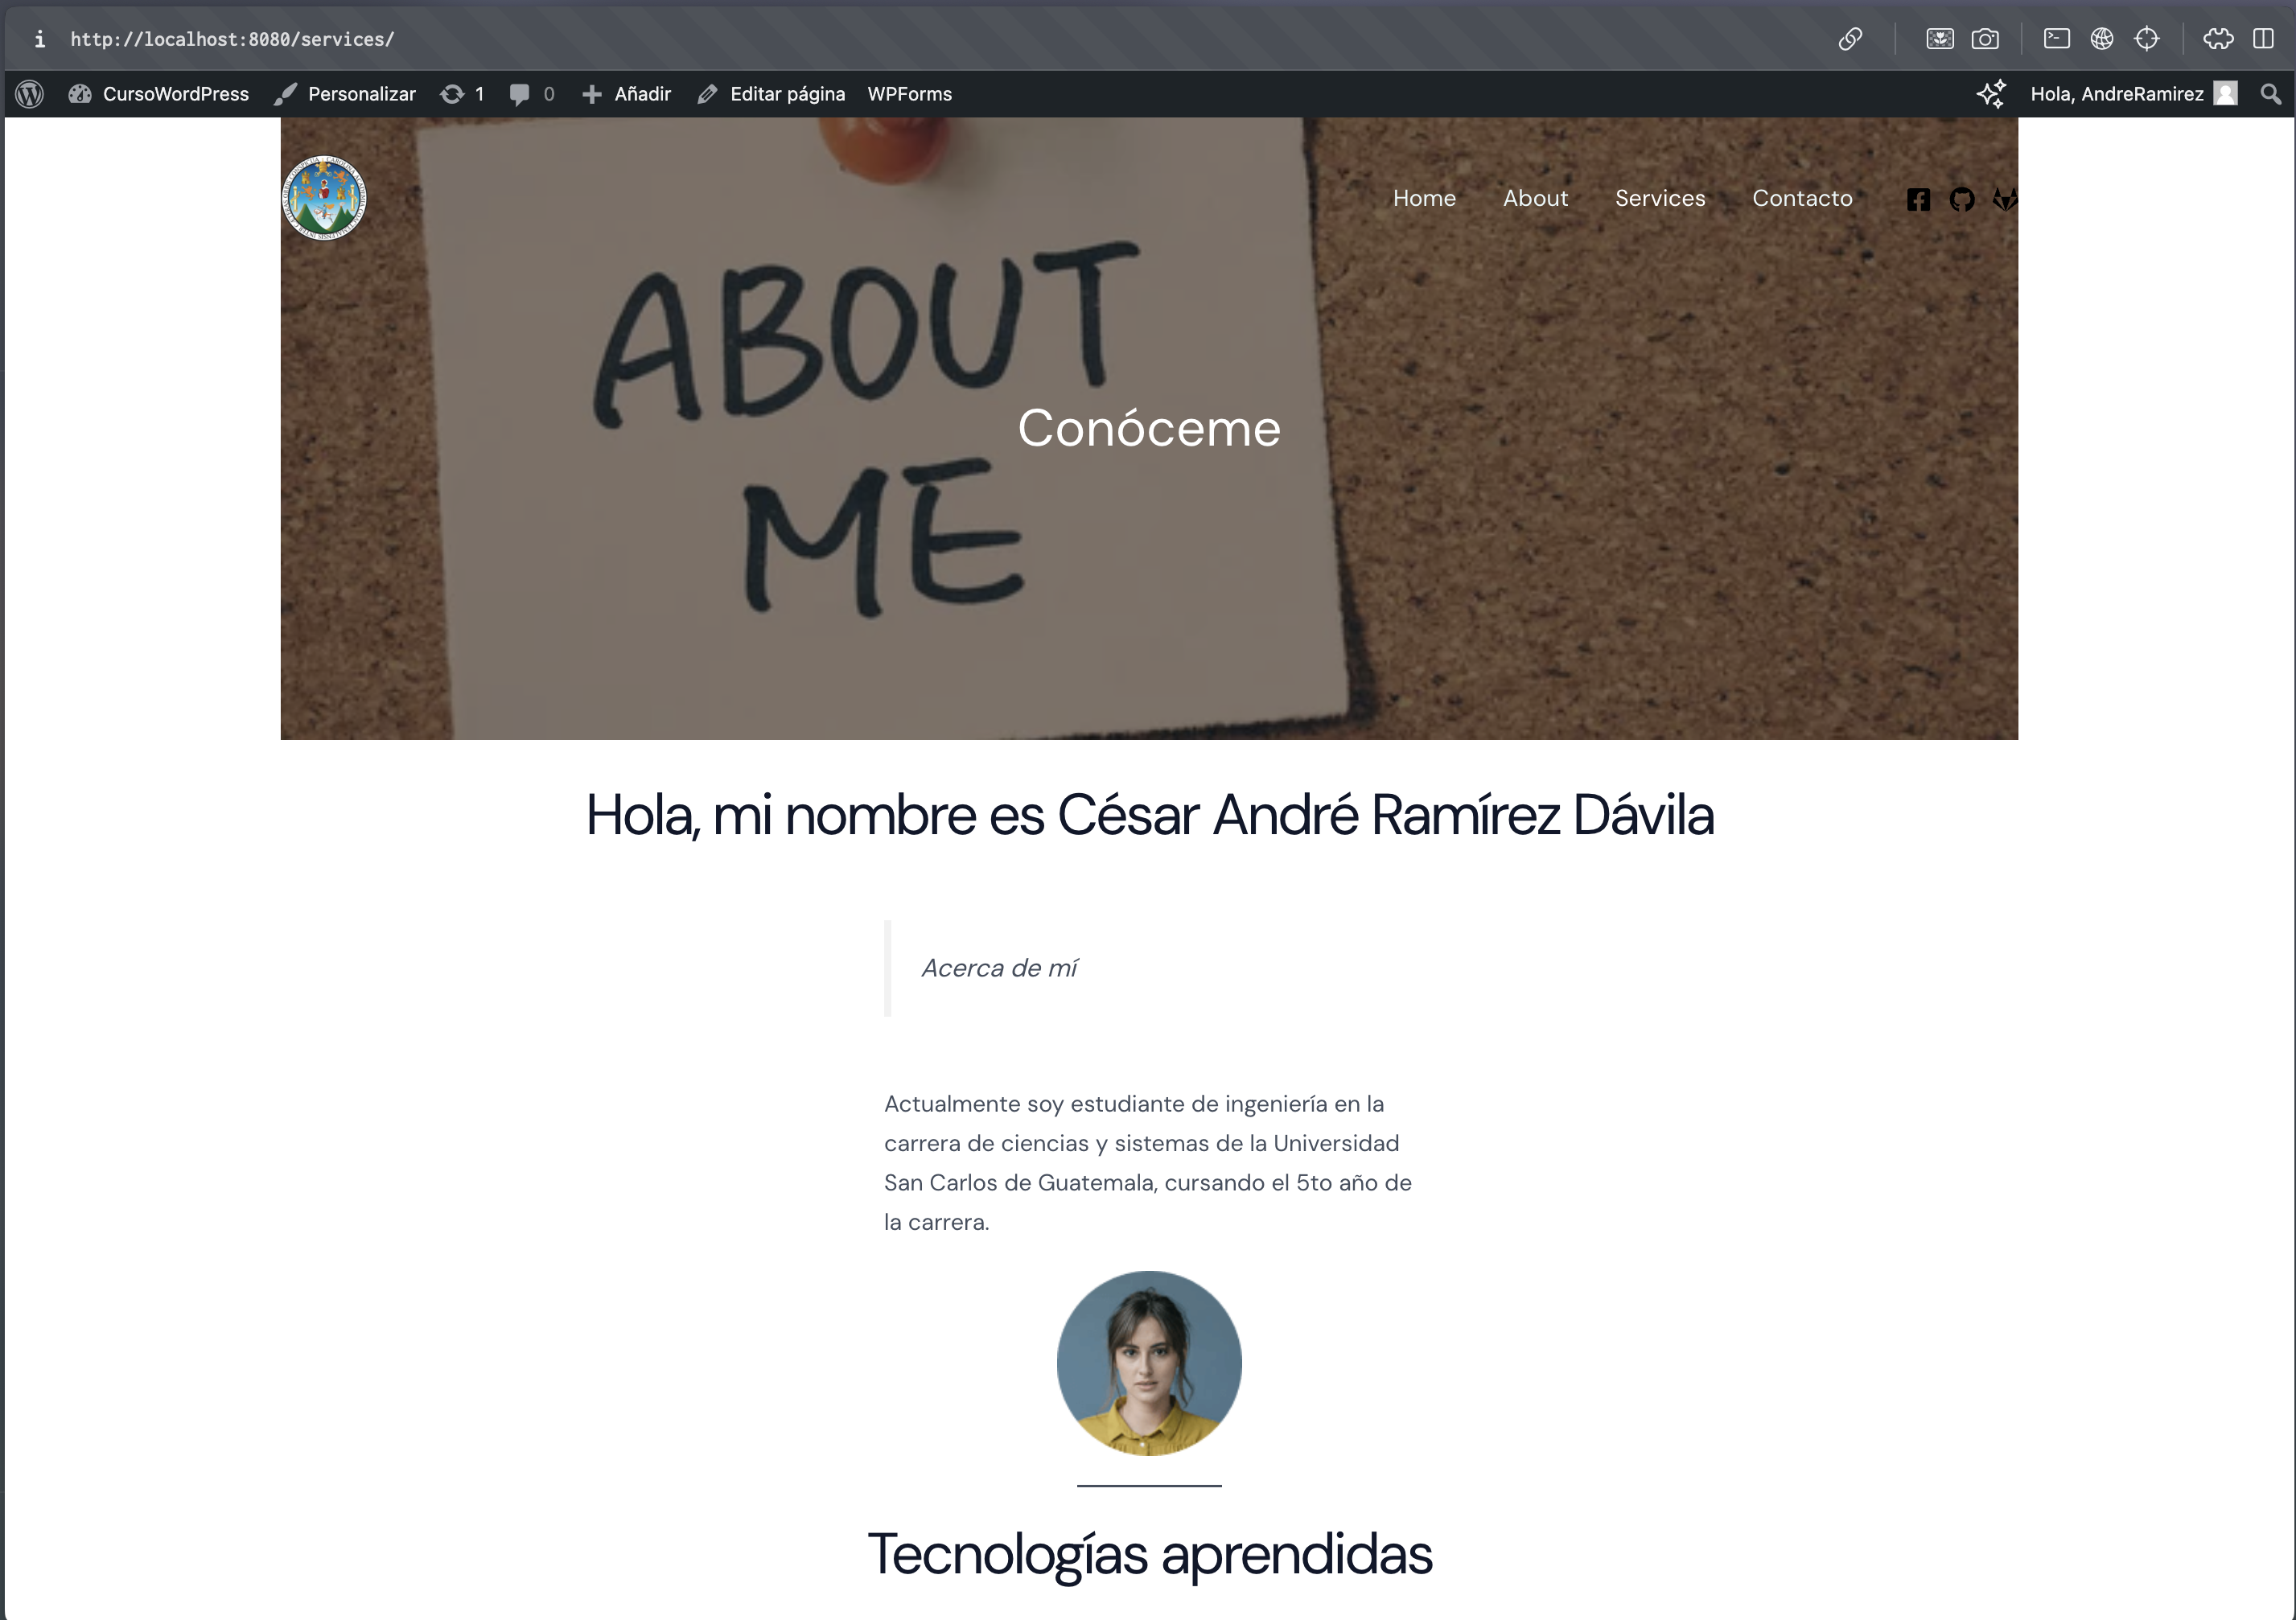 http://localhost:8080/services/
CursoWordPress Personalizar 1 0 Añadir Editar página WPForms Hola, AndreRamirez
Home About Services Contacto
ABOUT
Conóceme
ME
Hola, mi nombre es César André Ramírez Dávila
Acerca de mí
Actualmente soy estudiante de ingeniería en la
carrera de ciencias y sistemas de la Universidad
San Carlos de Guatemala, cursando el 5to año de
la carrera.
Tecnologías aprendidas